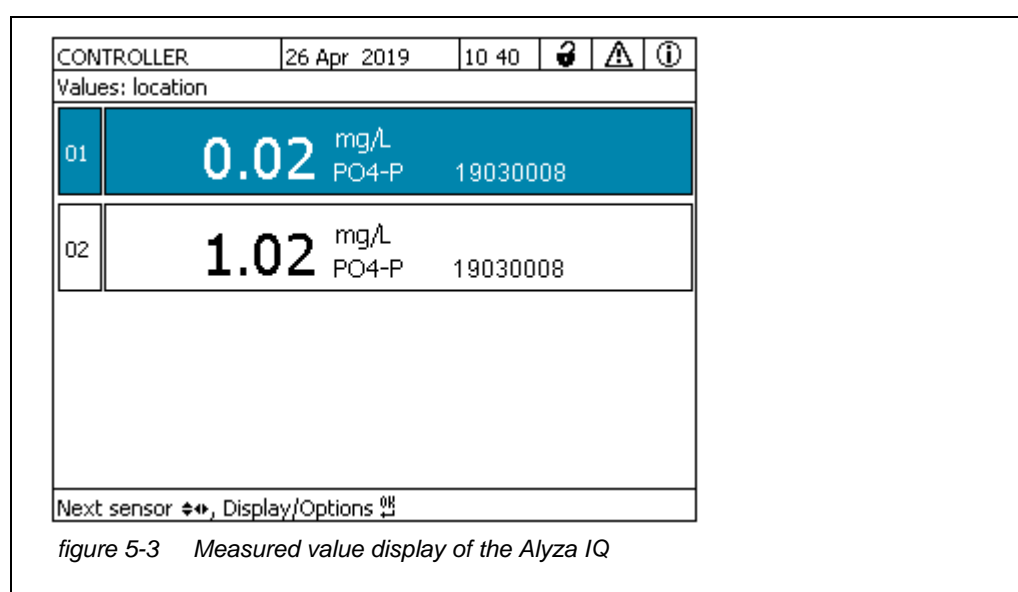 CONTROLLER 26 Apr 2019 10 40
Values: location
01 0.02 mg/L
PO4-P 19030008
02 1.02 mg/L
PO4-P 19030008
Next sensor, Display/Options OK
figure 5-3 Measured value display of the Alyza IQ